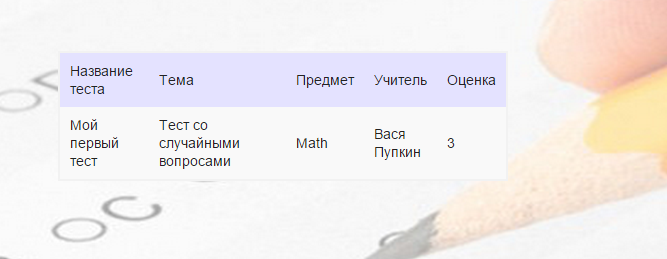 Название теста Тема Предмет Учитель Оценка
Мой первый тест Тест со случайными вопросами Math Вася Пупкин 3